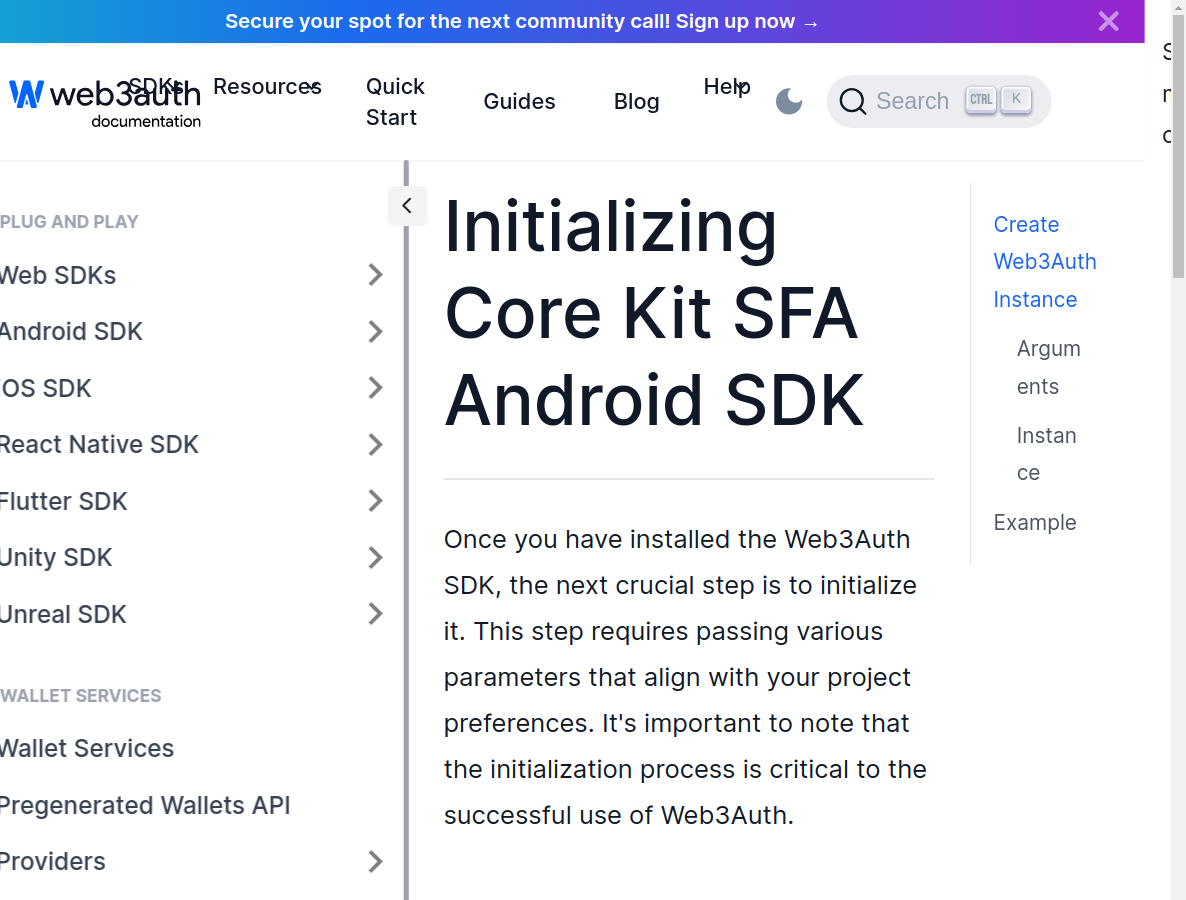 Secure your spot for the next community call! Sign up now →
web3auth
documentation
SDKs
Resources
Quick
Start
Guides
Blog
Help
Search
CTRL
K
PLUG AND PLAY
Web SDKs
Android SDK
iOS SDK
React Native SDK
Flutter SDK
Unity SDK
Unreal SDK
WALLET SERVICES
Wallet Services
Pregenerated Wallets API
Providers
Initializing
Core Kit SFA
Android SDK
Once you have installed the Web3Auth
SDK, the next crucial step is to initialize
it. This step requires passing various
parameters that align with your project
preferences. It's important to note that
the initialization process is critical to the
successful use of Web3Auth.
Create
Web3Auth
Instance
Argum
ents
Instan
ce
Example